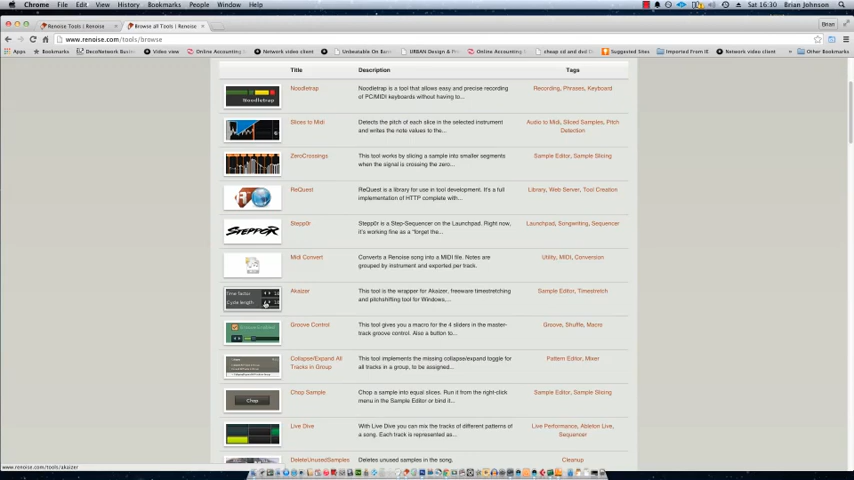 Chrome File Edit View History Bookmarks People Window Help Sat 16:30 Brian Johnson
Renoise Tools | Renoise Browse all Tools | Renoise Brian
www.renoise.com/tools/browse
Apps Bookmarks DecoNetwork Busin Video view Online Accounting Network video client Unbeatable On Bar URBAN Design & Pr Online Accounting cheap cd and dvd Suggested Sites Imported From IE Network video client Other Bookmarks
Title Description Tags
Noodletrap Noodletrap is a tool that allows easy and precise recording Recording, Phrases, Keyboard
of PC/MIDI keyboards without having to...
Noodletrap
Slices to Midi Detects the pitch of each slice in the selected instrument Audio to Midi, Sliced Samples, Pitch
and writes the note values to the... Detection
ZeroCrossings This tool works by slicing a sample into smaller segments Sample Editor, Sample Slicing
when the signal is crossing the zero...
ReQuest ReQuest is a library for use in tool development. It's a full Library, Web Server, Tool Creation
implementation of HTTP complete with...
Stepp0r Stepp0r is a Step-Sequencer on the Launchpad. Right now, Launchpad, Songwriting, Sequencer
STEPP0R it's working fine as a "forget the...
Midi Convert Converts a Renoise song into a MIDI file. Notes are Utility, MIDI, Conversion
grouped by instrument and exported per track.
Akaizer This tool is the wrapper for Akaizer, freeware timestretching Sample Editor, Timestretch
Time factor
Cycle length and pitchshifting tool for Windows,...
Groove Control This tool gives you a macro for the 4 sliders in the master- Groove, Shuffle, Macro
track groove control. Also a button to...
Collapse/Expand All This tool implements the missing collapse/expand toggle for Pattern Editor, Mixer
Tracks in Group all tracks in a group, to be assigned...
Chop Sample Chop a sample into equal slices. Run it from the right-click Sample Editor, Sample Slicing
Chop menu in the Sample Editor or bind it...
Live Dive With Live Dive you can mix the tracks of different patterns of Live Performance, Ableton Live,
a song. Each track is represented as... Sequencer
DeleteUnusedSamples Deletes unused samples in the song. Cleanup
www.renoise.com/tools/akaizer